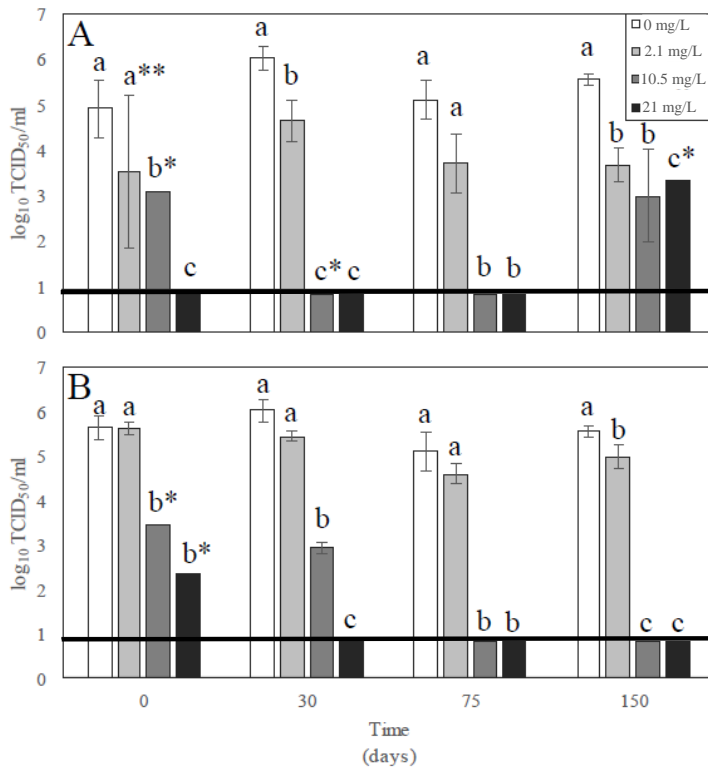 A
0 mg/L
2.1 mg/L
10.5 mg/L
21 mg/L
7
6
5
4
3
2
1
0
log₁₀ TCID₅₀/ml
a a** b* c
a b c* c
a a b b
a b b c*
B
7
6
5
4
3
2
1
0
log₁₀ TCID₅₀/ml
a a b* b*
a a b c
a a b b
a b c c
0 30 75 150
Time
(days)